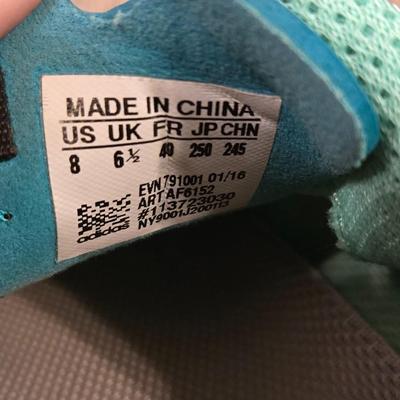 MADE IN CHINA
US UK FR JP CHN
8 6½ 40 250 245
EVN 791001 01/16
ART AF6152
#113723030
NY9001J200113
adidas